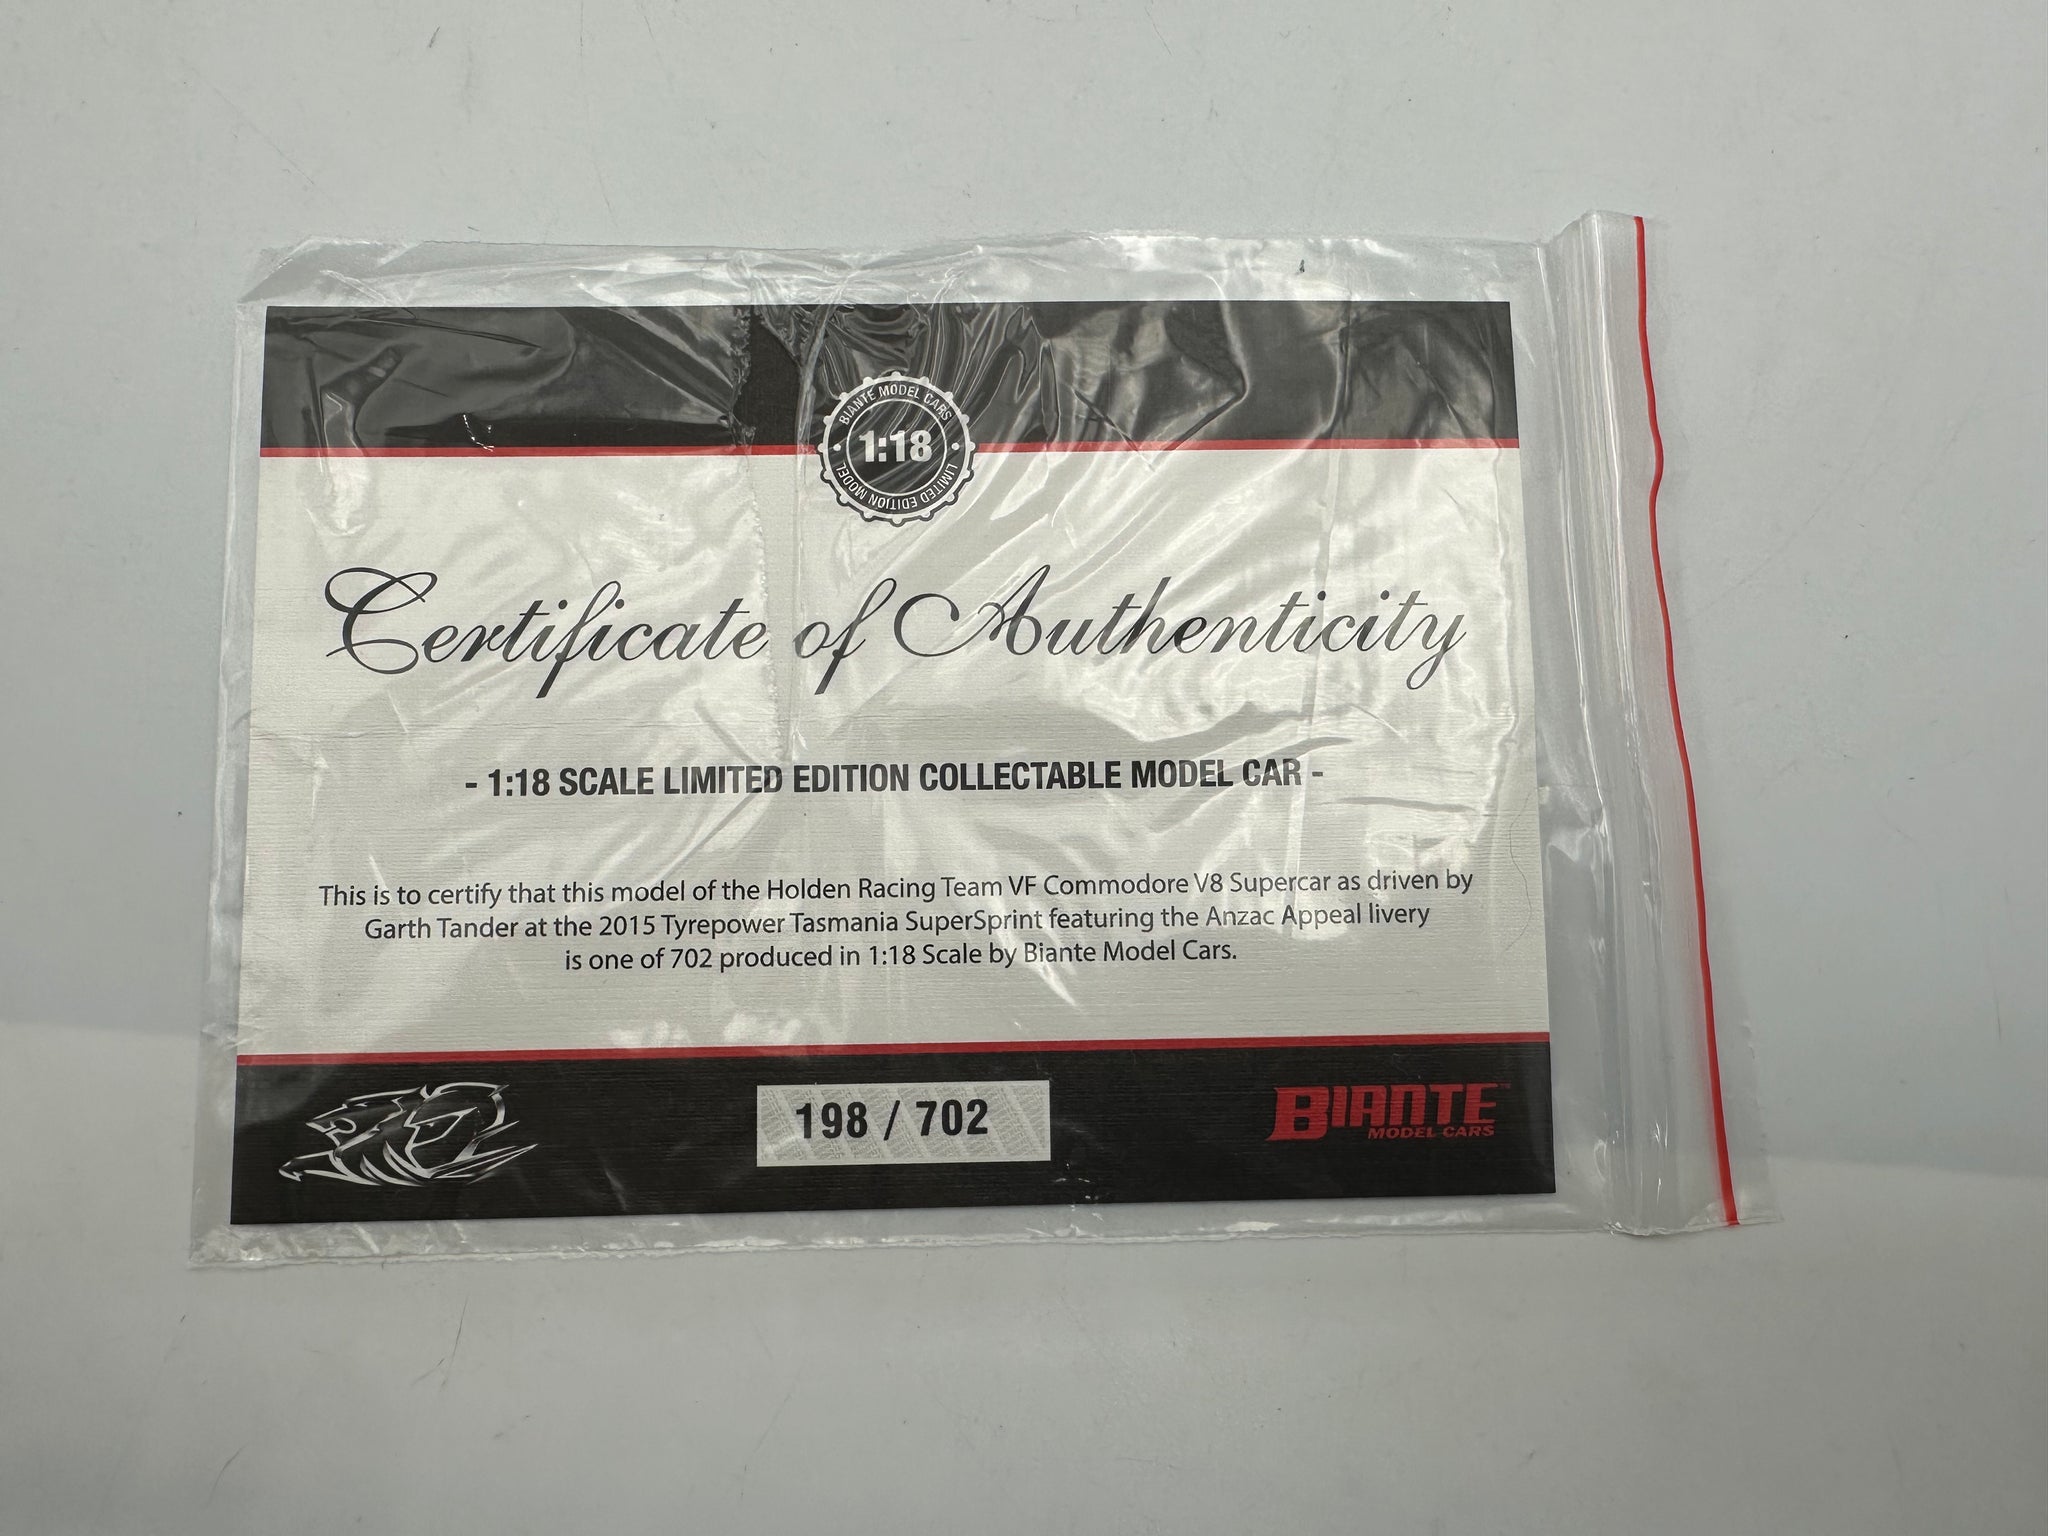 BIANTE MODEL CARS
1:18
LIMITED EDITION MODEL
Certificate of Authenticity
- 1:18 SCALE LIMITED EDITION COLLECTABLE MODEL CAR -
This is to certify that this model of the Holden Racing Team VF Commodore V8 Supercar as driven by
Garth Tander at the 2015 Tyrepower Tasmania SuperSprint featuring the Anzac Appeal livery
is one of 702 produced in 1:18 Scale by Biante Model Cars.
198 / 702
BIANTE™
MODEL CARS